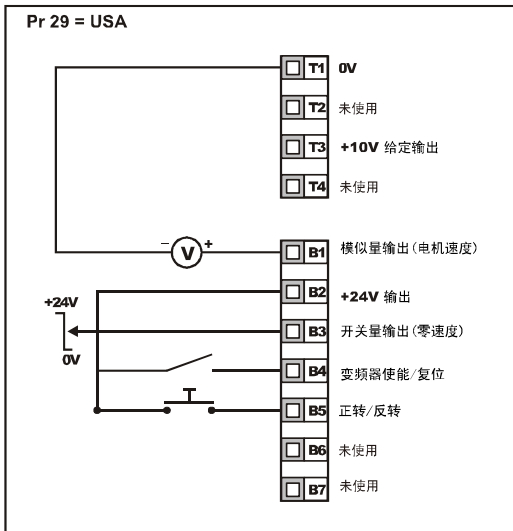 Pr 29 = USA
T1 0V
T2 未使用
T3 +10V 给定输出
T4 未使用
− V + B1 模似量输出(电机速度)
B2 +24V 输出
+24V
B3 开关量输出(零速度)
0V
B4 变频器使能/复位
B5 正转/反转
B6 未使用
B7 未使用